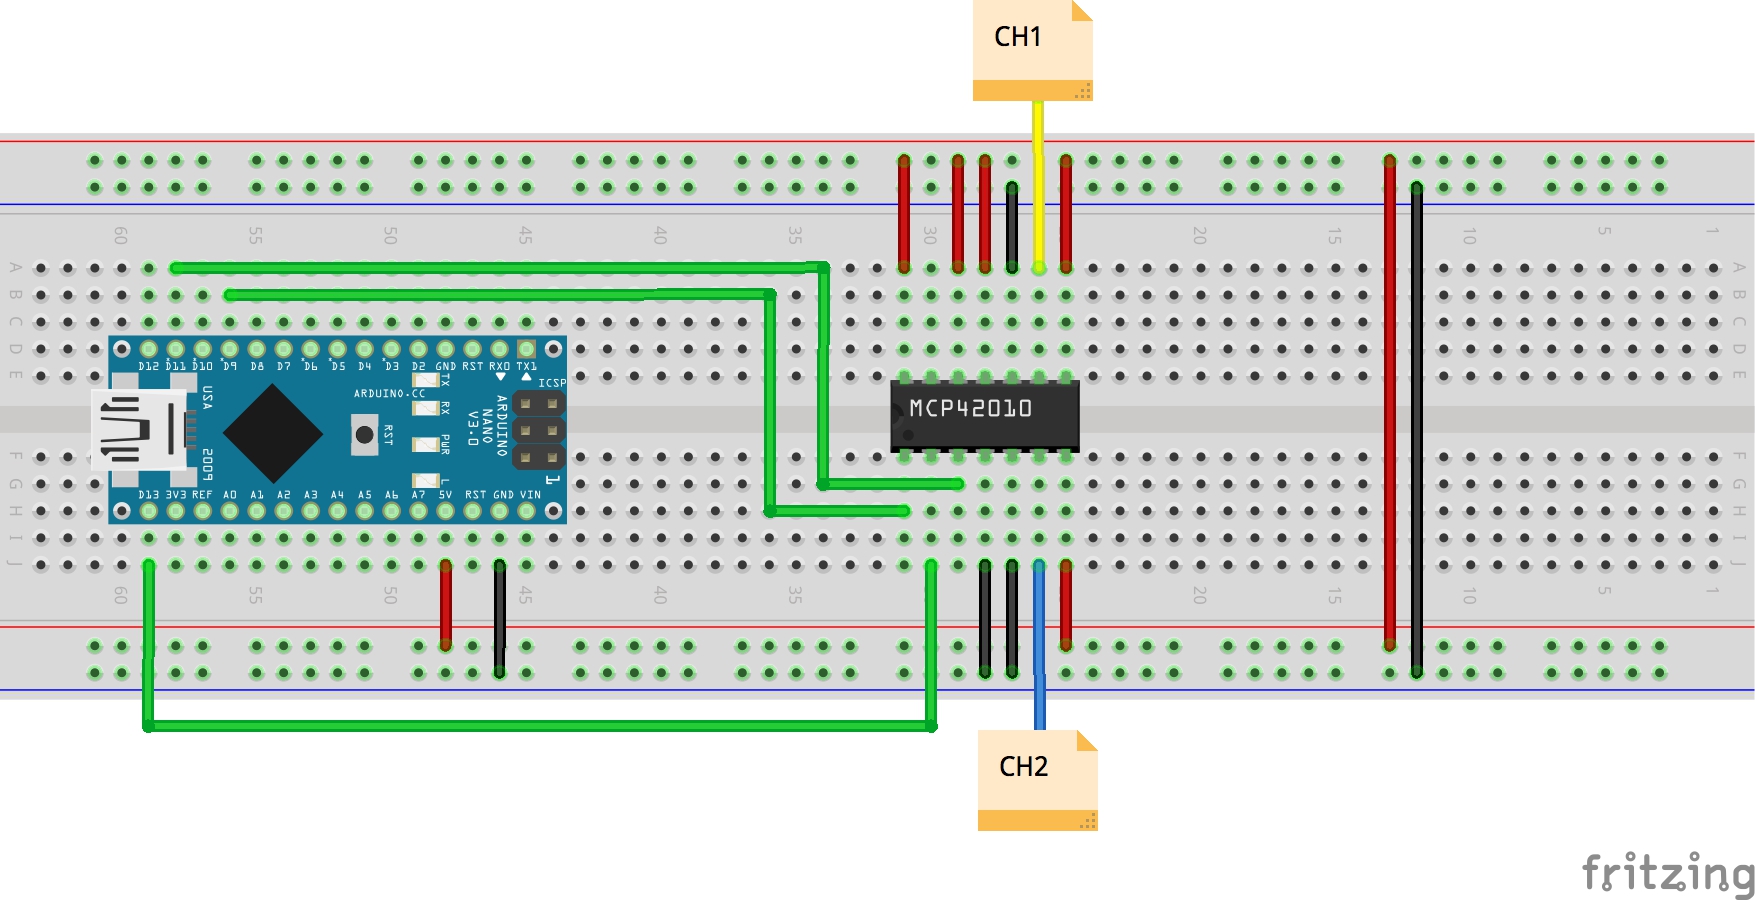 CH1
60 55 50 45 40 35 30 20 15 10 5 1
A A
B B
C C
D D
E E
D12 D11 D10 D9 D8 D7 D6 D5 D4 D3 D2 GND RST RX0 TX1
USA
ARDUINO.CC
TX
RX
RST
PWR
L
ICSP
1
ARDUINO
NANO
V3.0
2009
MCP42010
F F
G G
H H
I I
J J
D13 3V3 REF A0 A1 A2 A3 A4 A5 A6 A7 5V RST GND VIN
60 55 50 45 40 35 20 15 10 5 1
CH2
fritzing